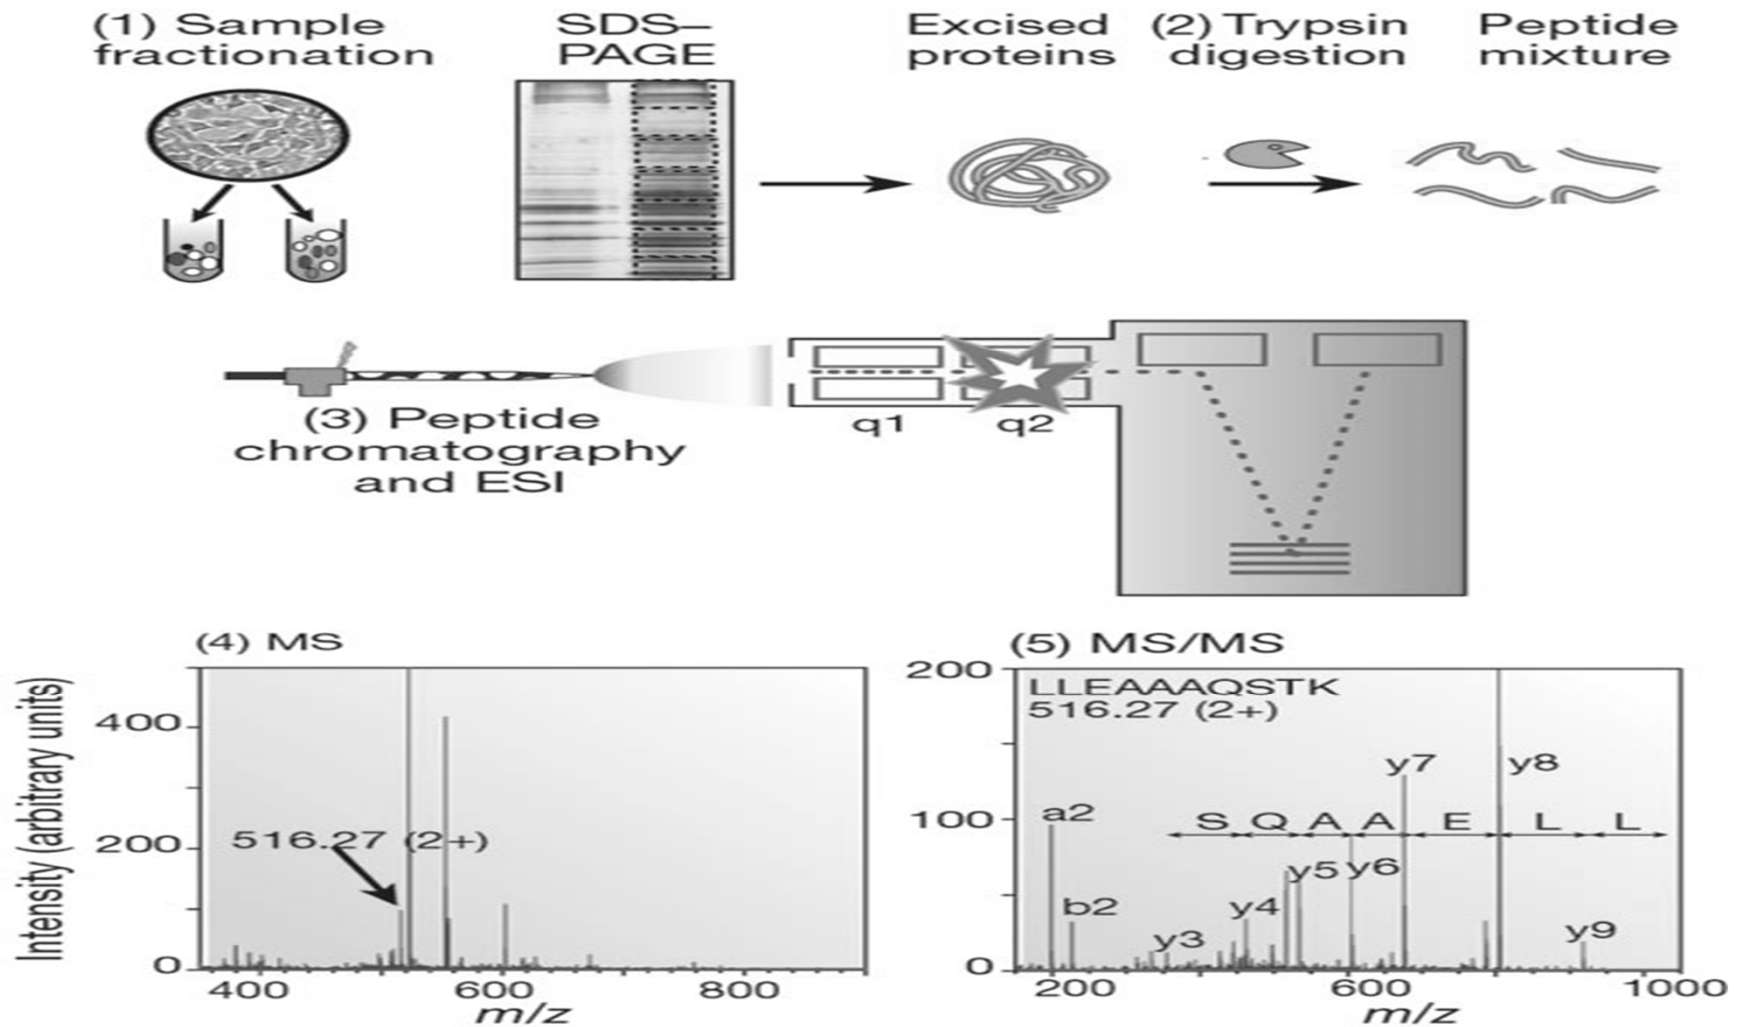 (1) Sample
fractionation
SDS–
PAGE
Excised
proteins
(2) Trypsin
digestion
Peptide
mixture
(3) Peptide
chromatography
and ESI
q1
q2
(4) MS
Intensity (arbitrary units)
400
200
0
516.27 (2+)
400
600
800
m/z
(5) MS/MS
200
100
0
LLEAAAQSTK
516.27 (2+)
a2
b2
y3
y4
y5
y6
y7
y8
y9
S Q A A E L L
200
600
1000
m/z